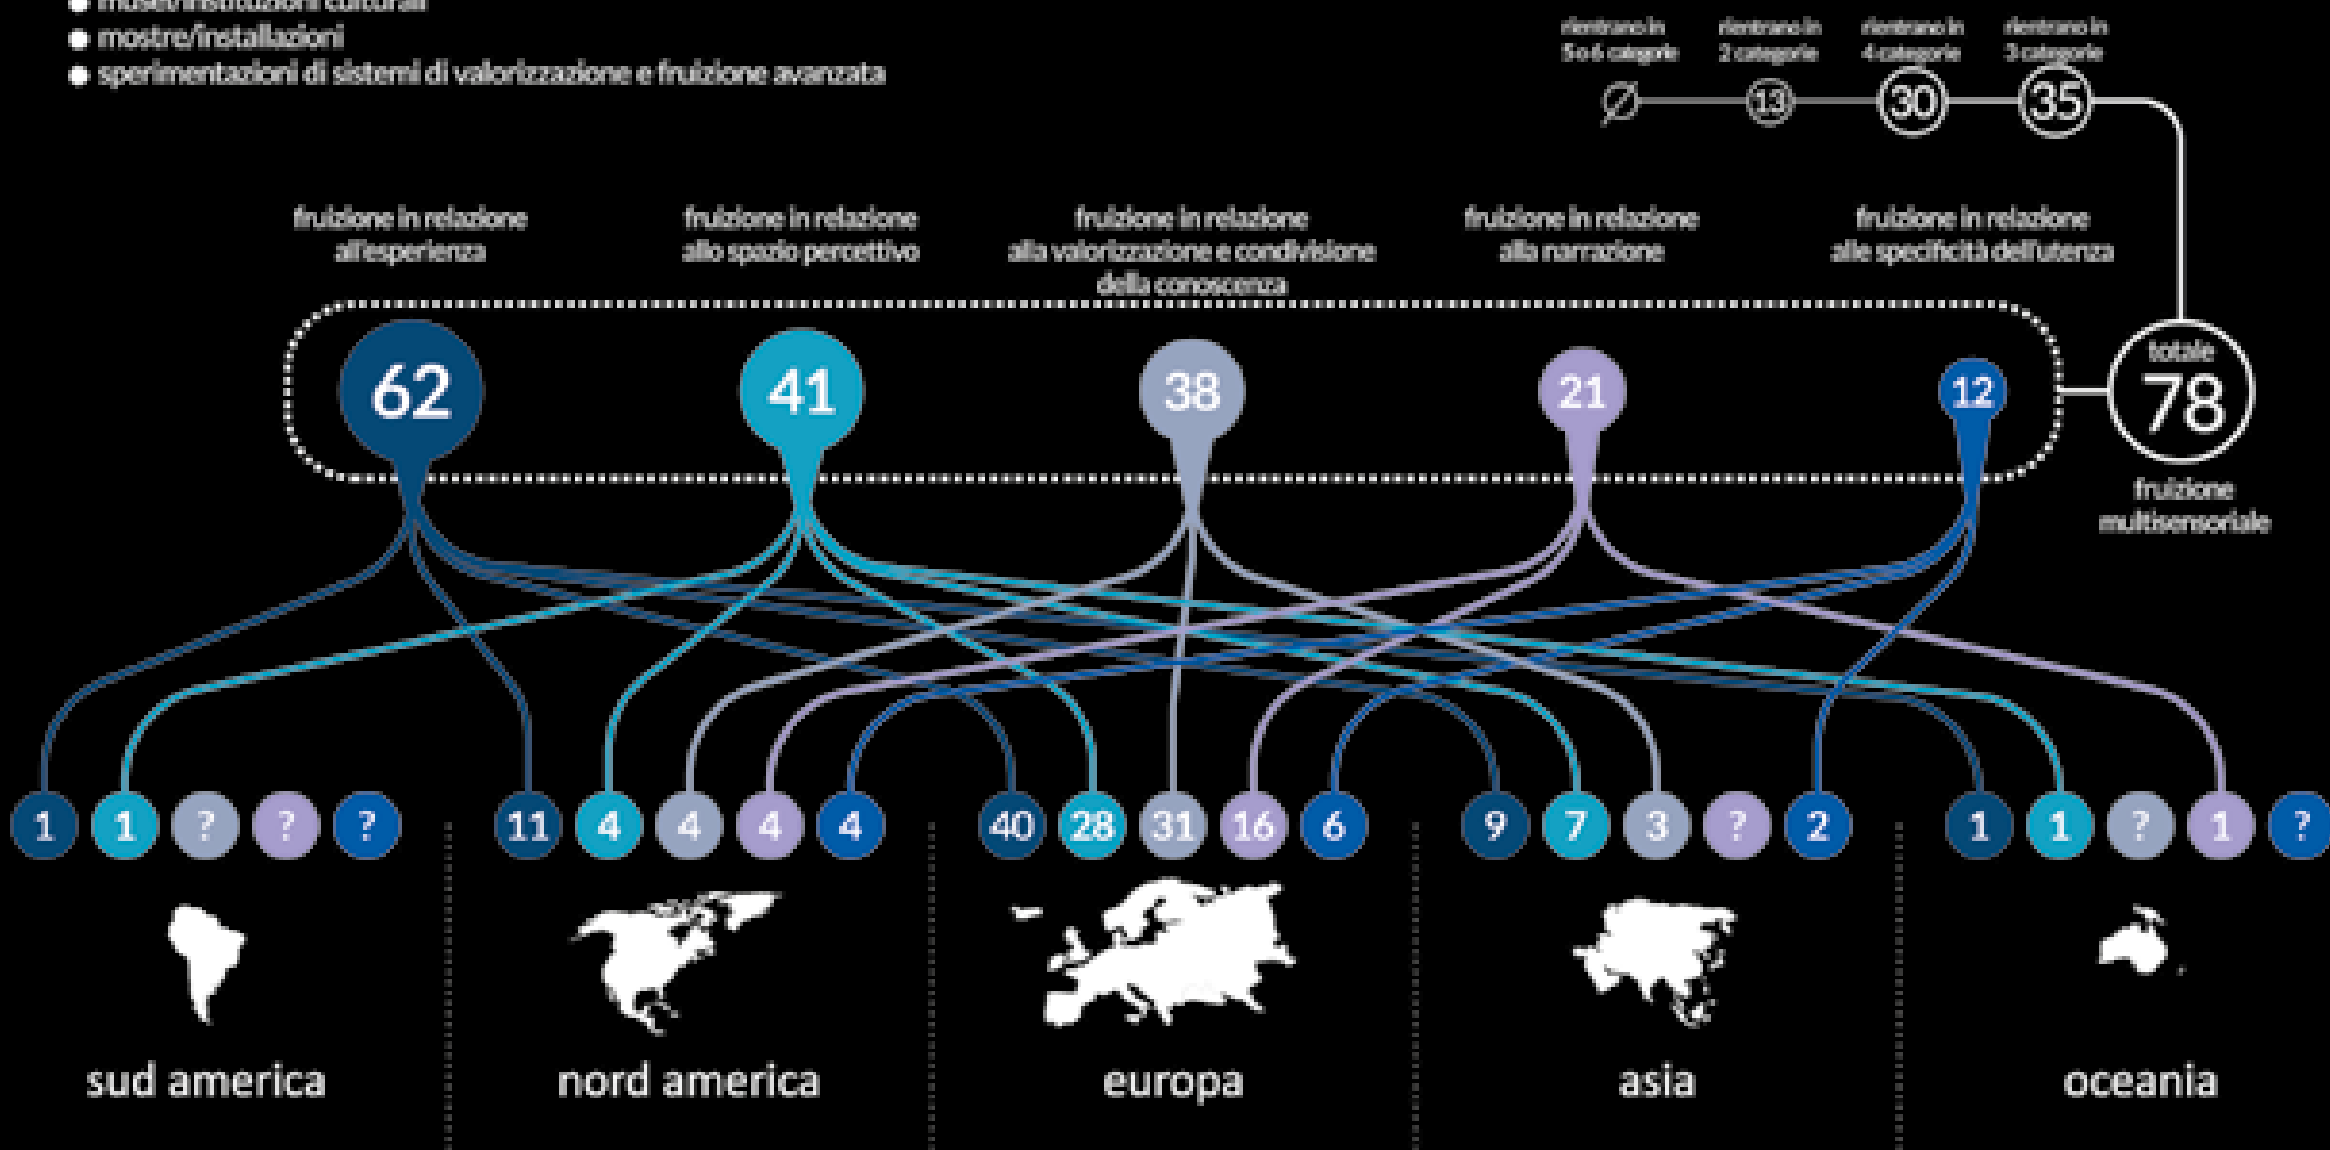 musei/instituzioni culturali
mostre/installazioni
sperimentazioni di sistemi di valorizzazione e fruizione avanzata
rientrano in
5 o 6 categorie
rientrano in
2 categorie
rientrano in
4 categorie
rientrano in
3 categorie
Ø
13
30
35
fruizione in relazione
all'esperienza
fruizione in relazione
allo spazio percettivo
fruizione in relazione
alla valorizzazione e condivisione
della conoscenza
fruizione in relazione
alla narrazione
fruizione in relazione
alle specificità dell'utenza
62
41
38
21
12
totale
78
fruizione
multisensoriale
1
1
?
?
?
11
4
4
4
4
40
28
31
16
6
9
7
3
?
2
1
1
?
1
?
sud america
nord america
europa
asia
oceania